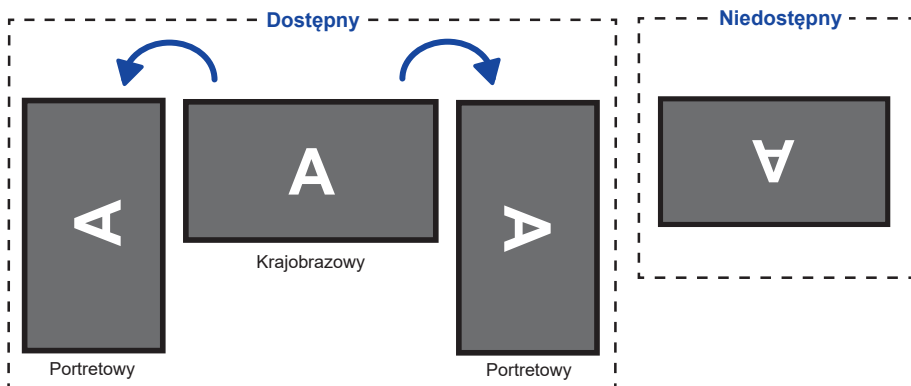 Dostępny
Niedostępny
A
A
A
A
Krajobrazowy
Portretowy
Portretowy